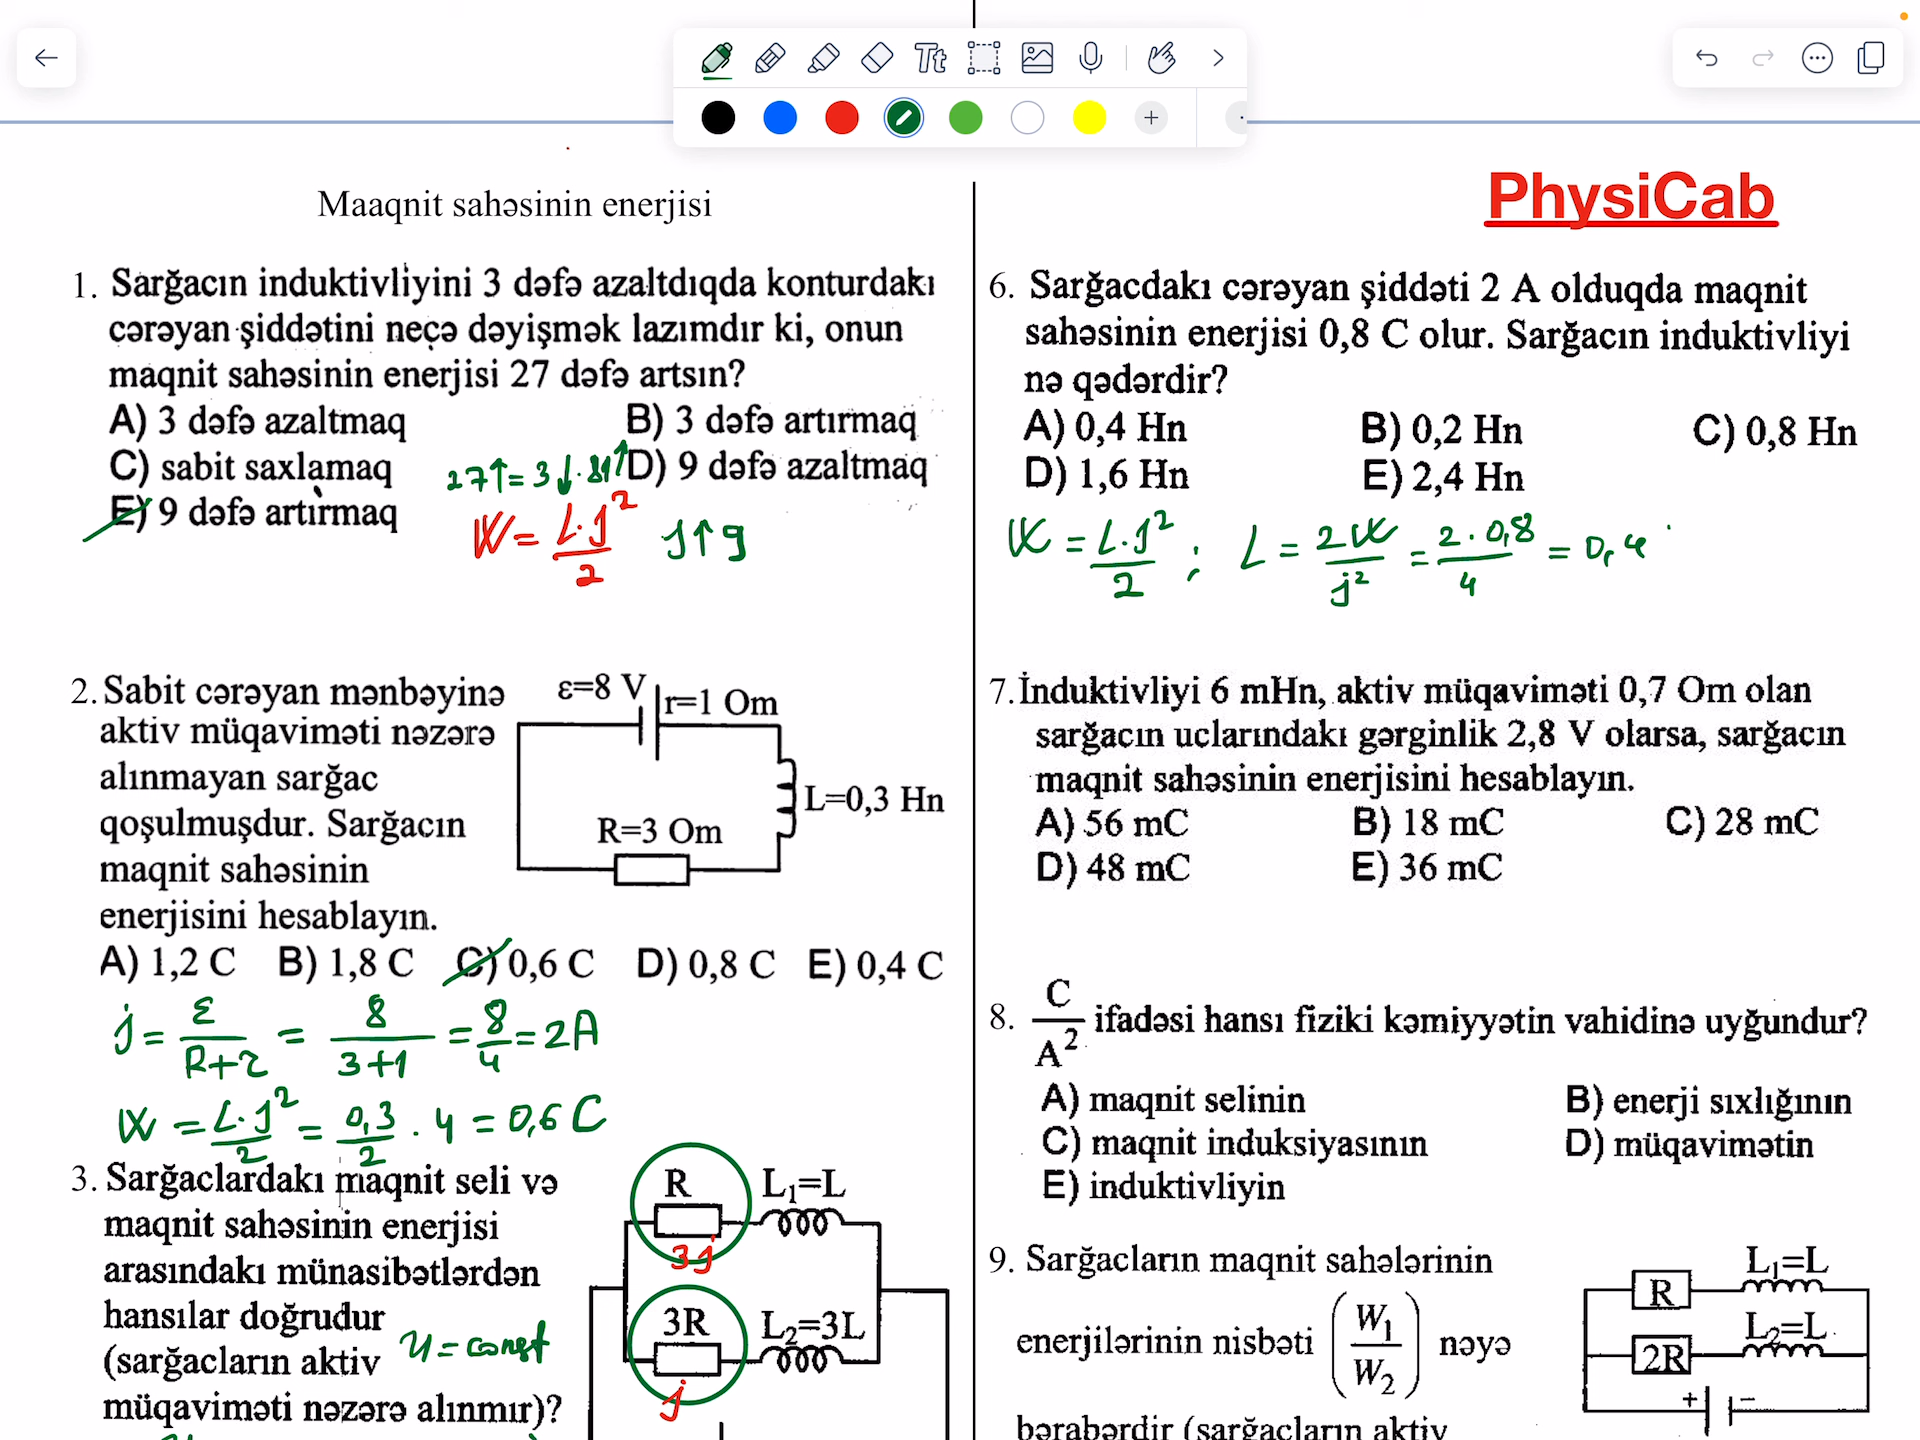 Maaqnit sahəsinin enerjisi
1. Sarğacın induktivliyini 3 dəfə azaltdıqda konturdakı
cərəyan şiddətini neçə dəyişmək lazımdır ki, onun
maqnit sahəsinin enerjisi 27 dəfə artsın?
A) 3 dəfə azaltmaq B) 3 dəfə artırmaq
C) sabit saxlamaq 27↑=3↓·81↑ D) 9 dəfə azaltmaq
E) 9 dəfə artırmaq W = L·J²/2 J↑9
2. Sabit cərəyan mənbəyinə
aktiv müqaviməti nəzərə
alınmayan sarğac
qoşulmuşdur. Sarğacın
maqnit sahəsinin
enerjisini hesablayın.
ε=8 V r=1 Om
L=0,3 Hn
R=3 Om
A) 1,2 C B) 1,8 C C) 0,6 C D) 0,8 C E) 0,4 C
j = ε/R+r = 8/3+1 = 8/4 = 2A
W = L·J²/2 = 0,3/2 · 4 = 0,6 C
3. Sarğaclardakı maqnit seli və
maqnit sahəsinin enerjisi
arasındakı münasibətlərdən
hansılar doğrudur
(sarğacların aktiv
müqaviməti nəzərə alınmır)?
U = const
R L₁=L
3j
3R L₂=3L
j
PhysiCab
6. Sarğacdakı cərəyan şiddəti 2 A olduqda maqnit
sahəsinin enerjisi 0,8 C olur. Sarğacın induktivliyi
nə qədərdir?
A) 0,4 Hn B) 0,2 Hn C) 0,8 Hn
D) 1,6 Hn E) 2,4 Hn
W = L·J²/2 ; L = 2W/j² = 2·0,8/4 = 0,4
7. İnduktivliyi 6 mHn, aktiv müqaviməti 0,7 Om olan
sarğacın uclarındakı gərginlik 2,8 V olarsa, sarğacın
maqnit sahəsinin enerjisini hesablayın.
A) 56 mC B) 18 mC C) 28 mC
D) 48 mC E) 36 mC
8. C/A² ifadəsi hansı fiziki kəmiyyətin vahidinə uyğundur?
A) maqnit selinin B) enerji sıxlığının
C) maqnit induksiyasının D) müqavimətin
E) induktivliyin
9. Sarğacların maqnit sahələrinin
enerjilərinin nisbəti (W₁/W₂) nəyə
bərabərdir (sarğacların aktiv
L₁=L
R
L₂=L
2R
+ −